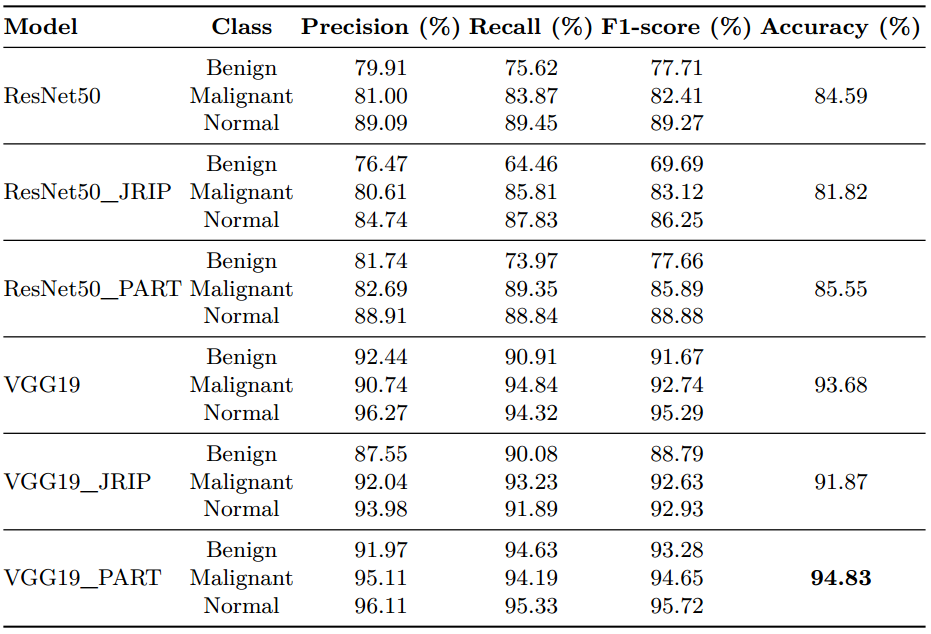 Model Class Precision (%) Recall (%) F1-score (%) Accuracy (%)
Benign 79.91 75.62 77.71
ResNet50 Malignant 81.00 83.87 82.41 84.59
Normal 89.09 89.45 89.27
Benign 76.47 64.46 69.69
ResNet50_JRIP Malignant 80.61 85.81 83.12 81.82
Normal 84.74 87.83 86.25
Benign 81.74 73.97 77.66
ResNet50_PART Malignant 82.69 89.35 85.89 85.55
Normal 88.91 88.84 88.88
Benign 92.44 90.91 91.67
VGG19 Malignant 90.74 94.84 92.74 93.68
Normal 96.27 94.32 95.29
Benign 87.55 90.08 88.79
VGG19_JRIP Malignant 92.04 93.23 92.63 91.87
Normal 93.98 91.89 92.93
Benign 91.97 94.63 93.28
VGG19_PART Malignant 95.11 94.19 94.65 94.83
Normal 96.11 95.33 95.72